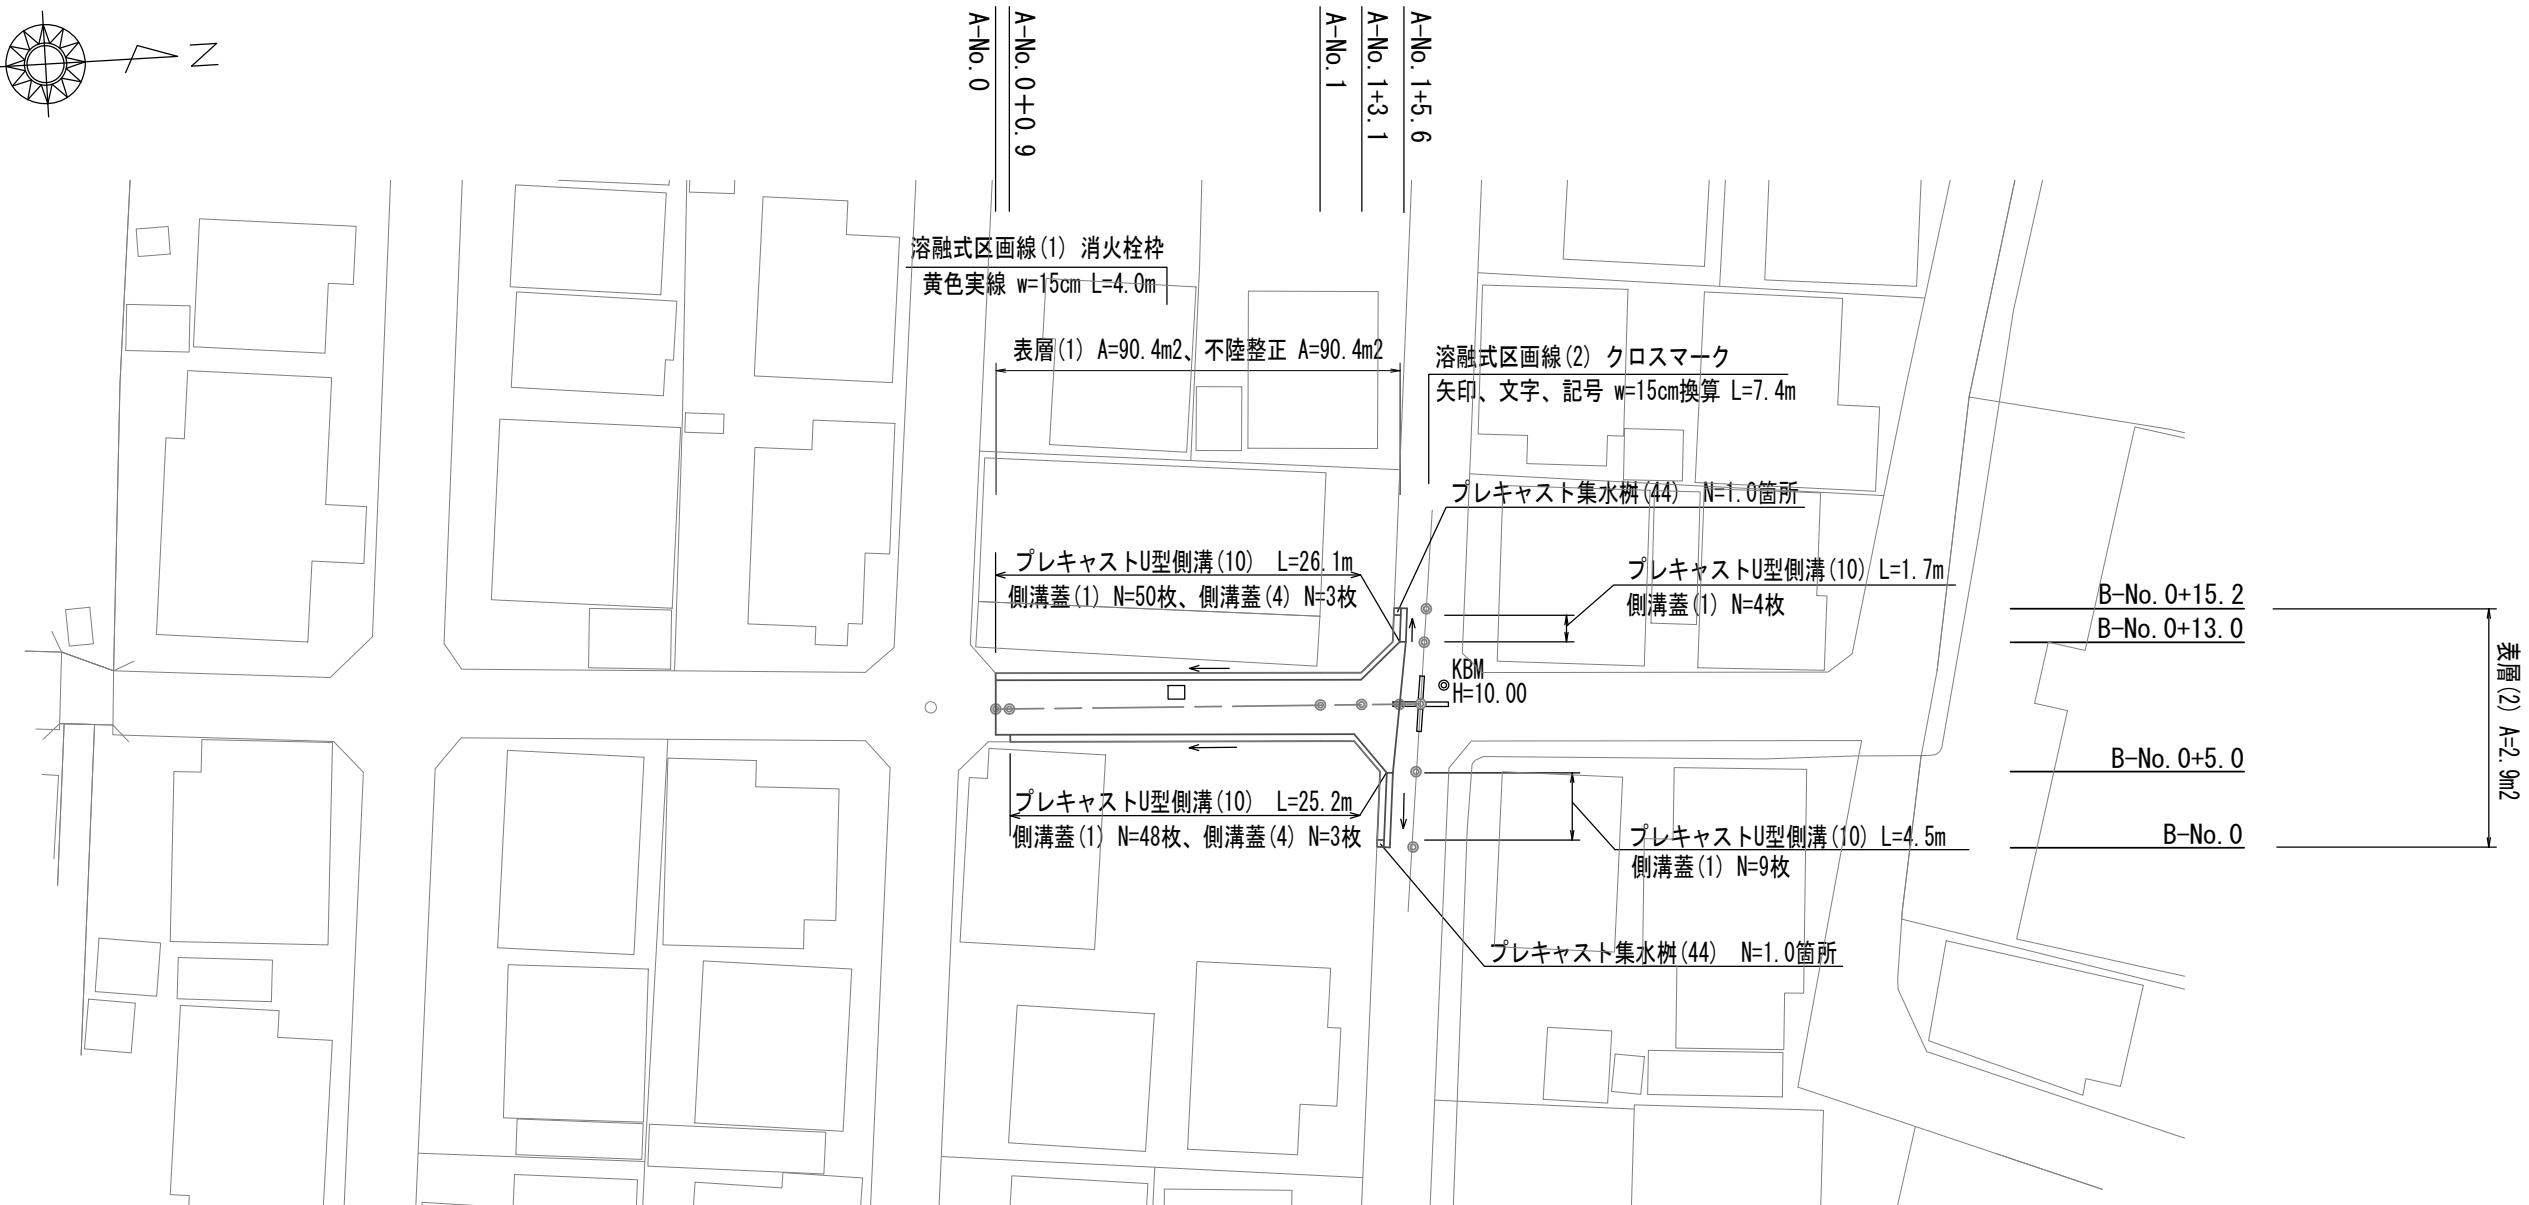 N
A-No.0
A-No.0+0.9
A-No.1
A-No.1+3.1
A-No.1+5.6
溶融式区画線(1) 消火栓枠
黄色実線 w=15cm L=4.0m
表層(1) A=90.4m2、不陸整正 A=90.4m2
溶融式区画線(2) クロスマーク
矢印、文字、記号 w=15cm換算 L=7.4m
プレキャスト集水桝(44) N=1.0箇所
プレキャストU型側溝(10) L=26.1m
側溝蓋(1) N=50枚、側溝蓋(4) N=3枚
プレキャストU型側溝(10) L=1.7m
側溝蓋(1) N=4枚
B-No.0+15.2
B-No.0+13.0
KBM
H=10.00
表層(2) A=2.9m2
B-No.0+5.0
プレキャストU型側溝(10) L=25.2m
側溝蓋(1) N=48枚、側溝蓋(4) N=3枚
プレキャストU型側溝(10) L=4.5m
側溝蓋(1) N=9枚
B-No.0
プレキャスト集水桝(44) N=1.0箇所